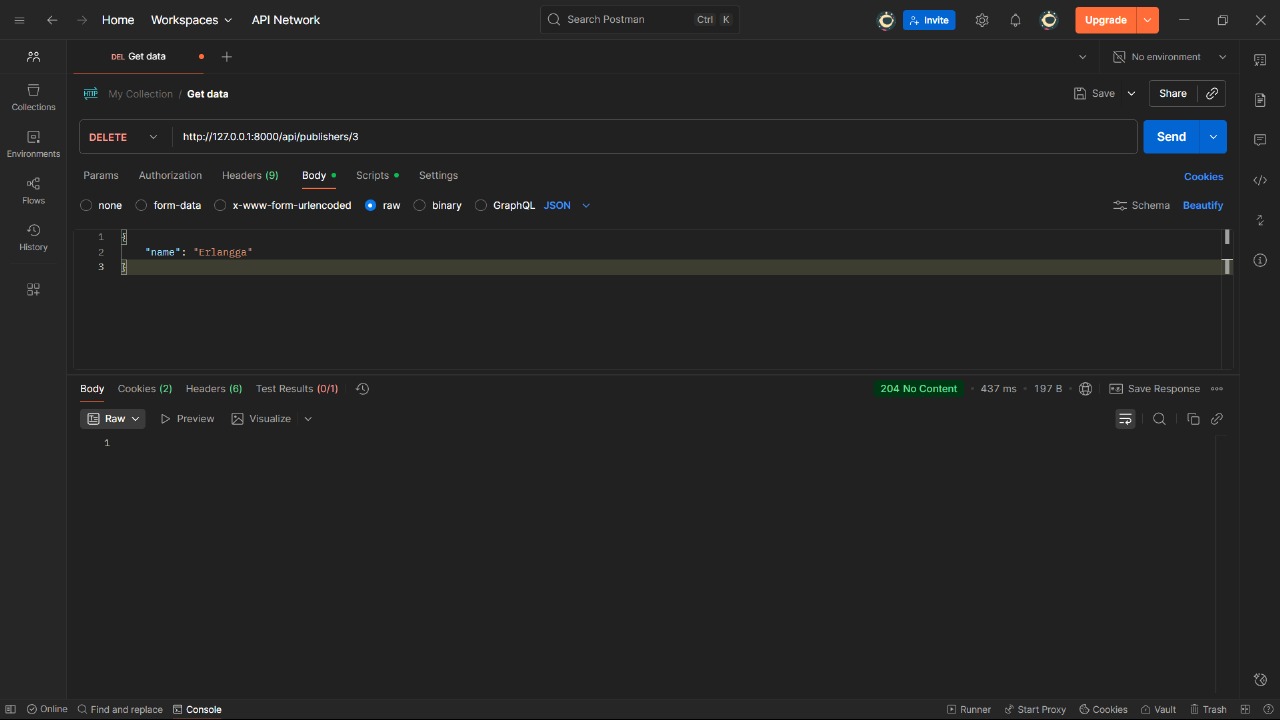 Home Workspaces API Network Search Postman Ctrl K Invite Upgrade
DEL Get data No environment
HTTP My Collection / Get data Save Share
Collections
DELETE http://127.0.0.1:8000/api/publishers/3 Send
Environments
Params Authorization Headers (9) Body Scripts Settings Cookies
Flows
none form-data x-www-form-urlencoded raw binary GraphQL JSON Schema Beautify
History
1 {
2 "name": "Erlangga"
3 }
Body Cookies (2) Headers (6) Test Results (0/1) 204 No Content 437 ms 197 B Save Response
Raw Preview Visualize
1
Online Find and replace Console Runner Start Proxy Cookies Vault Trash